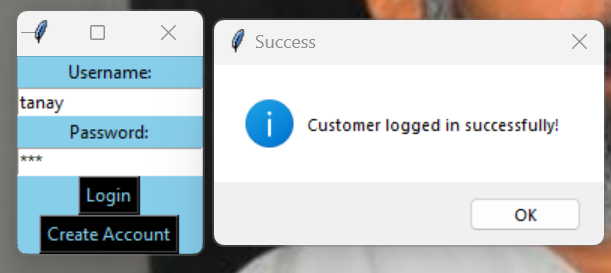 Username:
tanay
Password:
***
Login
Create Account
Success
Customer logged in successfully!
OK